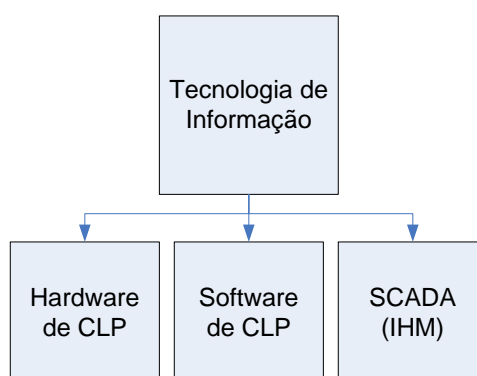 Tecnologia de
Informação
Hardware
de CLP
Software
de CLP
SCADA
(IHM)